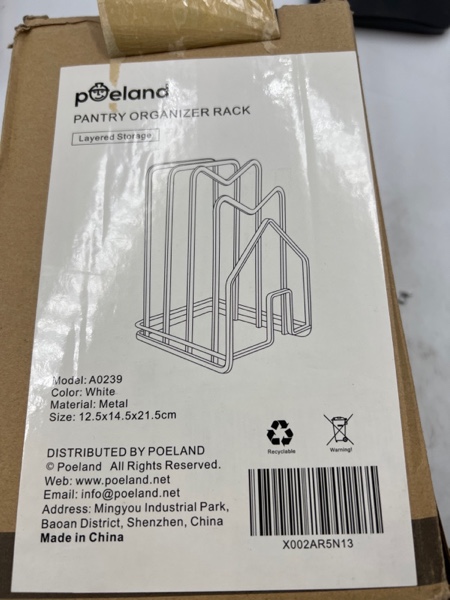 poeland
PANTRY ORGANIZER RACK
Layered Storage
Model: A0239
Color: White
Material: Metal
Size: 12.5x14.5x21.5cm
DISTRIBUTED BY POELAND
© Poeland All Rights Reserved.
Web: www.poeland.net
Email: info@poeland.net
Address: Mingyou Industrial Park,
Baoan District, Shenzhen, China
Made in China
Recyclable
Warning!
X002AR5N13